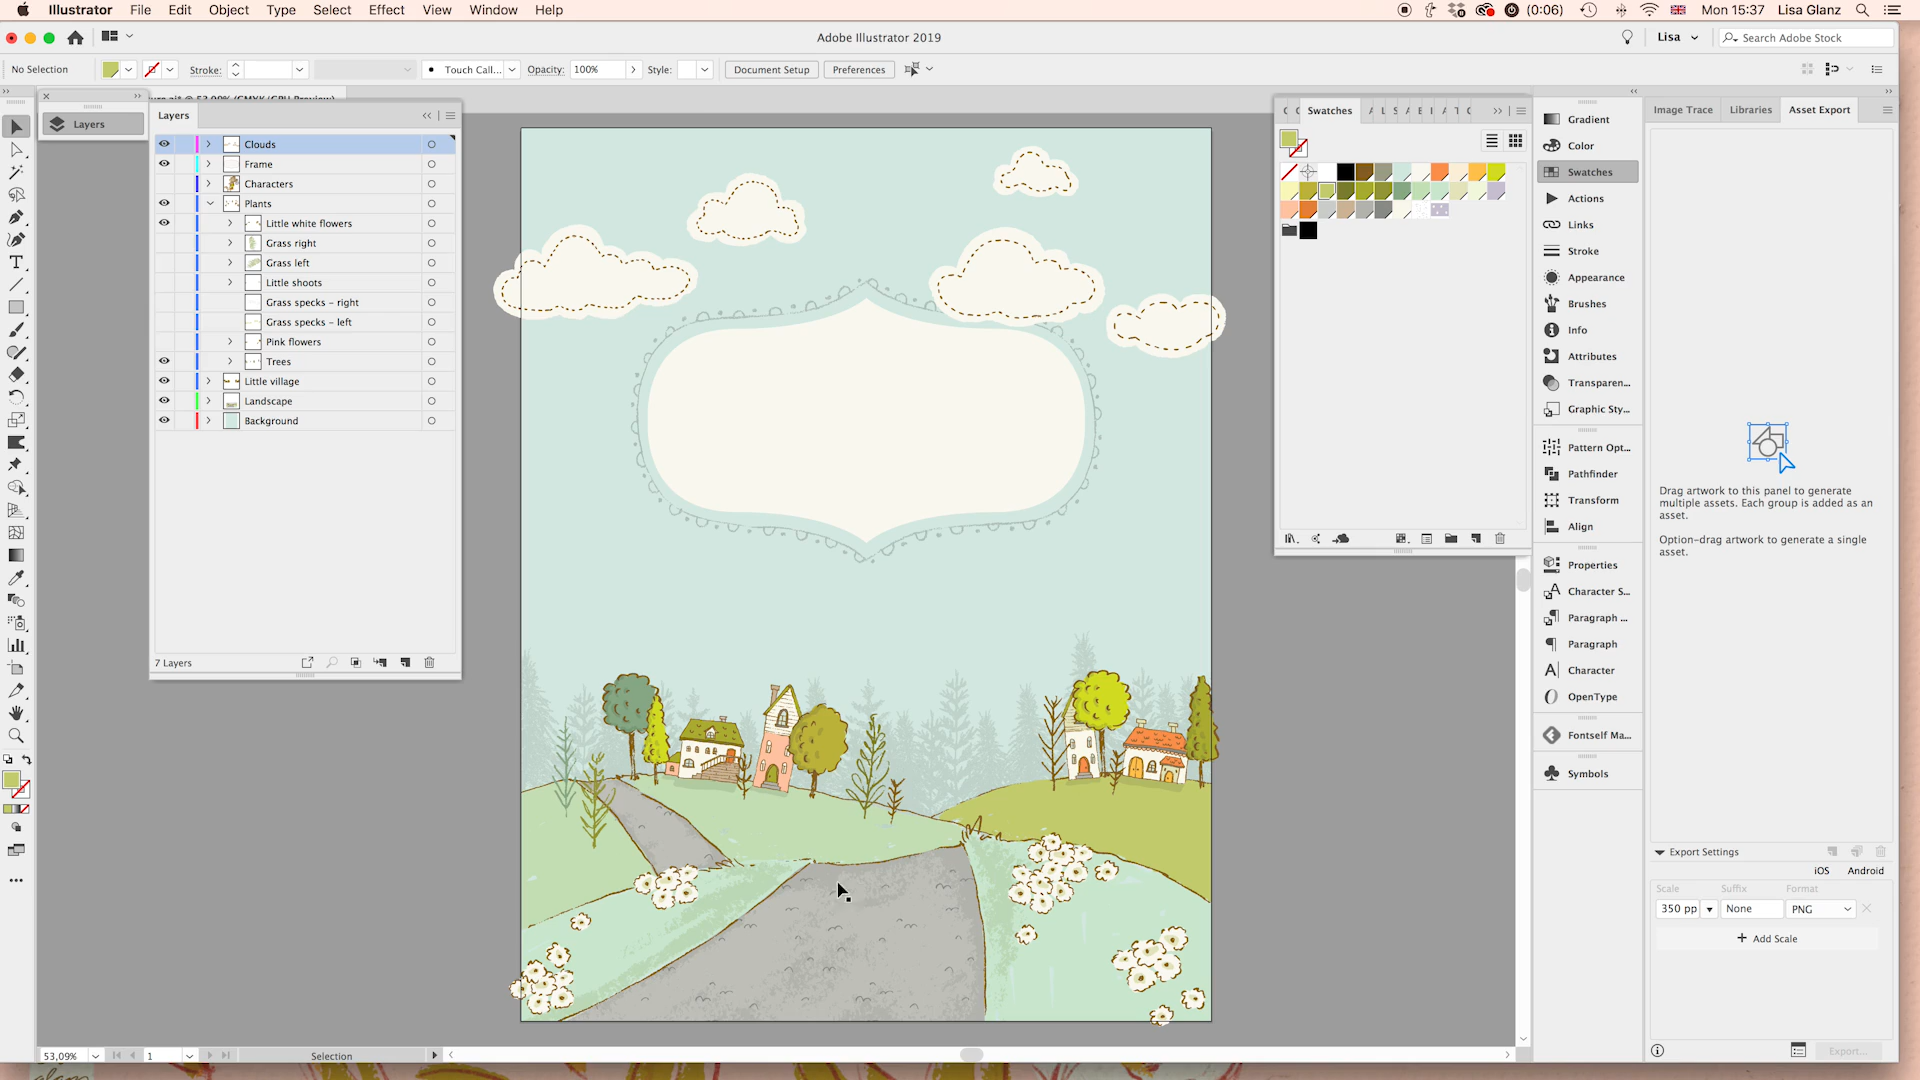 Illustrator File Edit Object Type Select Effect View Window Help (0:06) Mon 15:37 Lisa Glanz
Adobe Illustrator 2019 Lisa Search Adobe Stock
No Selection Stroke: Touch Call... Opacity: 100% Style: Document Setup Preferences
Layers
Layers
Clouds
Frame
Characters
Plants
Little white flowers
Grass right
Grass left
Little shoots
Grass specks - right
Grass specks - left
Pink flowers
Trees
Little village
Landscape
Background
7 Layers
Swatches
Gradient
Color
Swatches
Actions
Links
Stroke
Appearance
Brushes
Info
Attributes
Transparen...
Graphic Sty...
Pattern Opt...
Pathfinder
Transform
Align
Properties
Character S...
Paragraph ...
Paragraph
Character
OpenType
Fontself Ma...
Symbols
Image Trace Libraries Asset Export
Drag artwork to this panel to generate
multiple assets. Each group is added as an
asset.
Option-drag artwork to generate a single
asset.
Export Settings
iOS Android
Scale Suffix Format
350 pp None PNG
+ Add Scale
Export...
53,09% 1 Selection